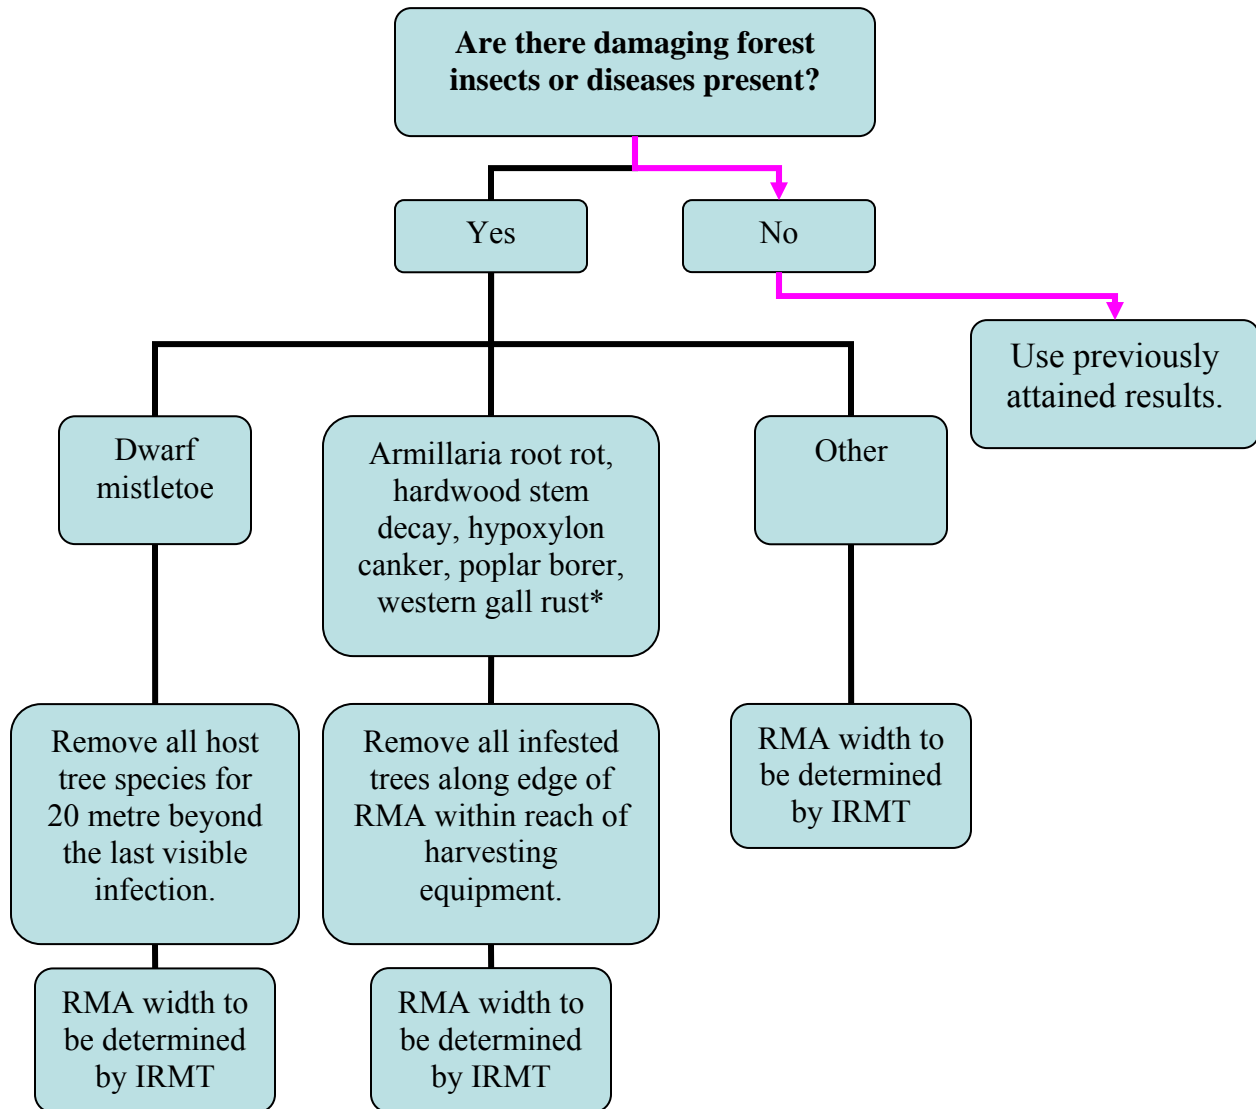 Are there damaging forest
insects or diseases present?
Yes
No
Use previously
attained results.
Dwarf
mistletoe
Armillaria root rot,
hardwood stem
decay, hypoxylon
canker, poplar borer,
western gall rust*
Other
Remove all host
tree species for
20 metre beyond
the last visible
infection.
Remove all infested
trees along edge of
RMA within reach of
harvesting
equipment.
RMA width to
be determined
by IRMT
RMA width to
be determined
by IRMT
RMA width to
be determined
by IRMT